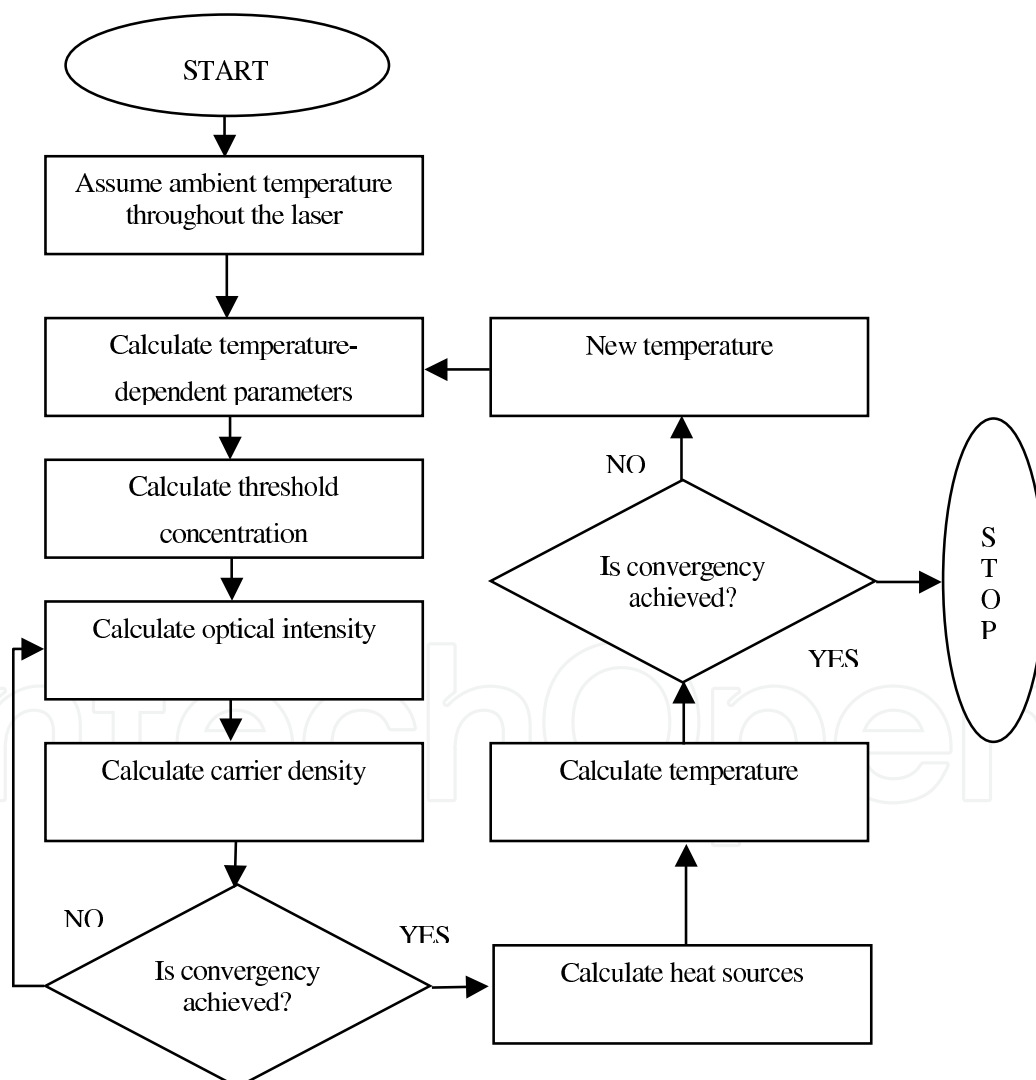 START
Assume ambient temperature
throughout the laser
Calculate temperature-
dependent parameters
New temperature
Calculate threshold
concentration
NO
Is convergency
achieved?
S
T
O
P
YES
Calculate optical intensity
Calculate carrier density
Calculate temperature
NO
YES
Is convergency
achieved?
Calculate heat sources
ntechOpen